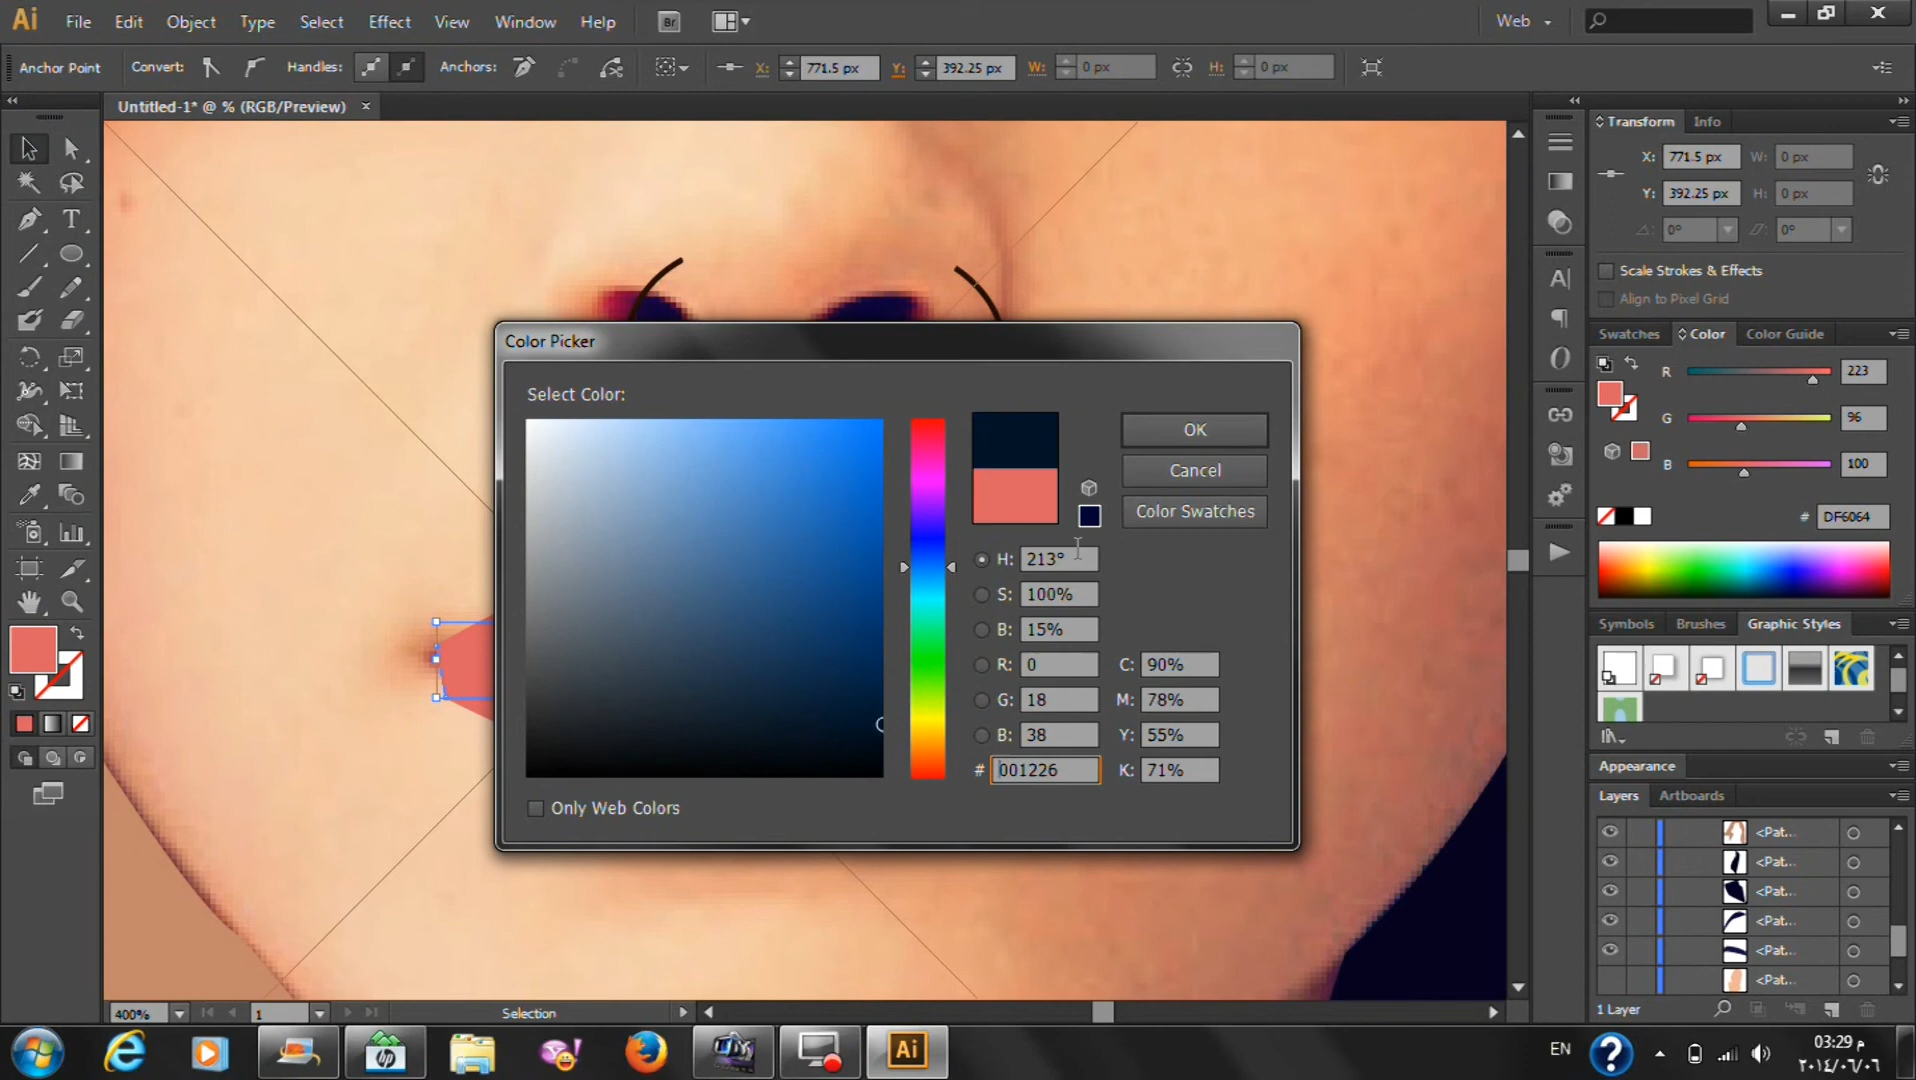 Ai File Edit Object Type Select Effect View Window Help Br Web
Anchor Point Convert: Handles: Anchors: X: 771.5 px Y: 392.25 px W: 0 px H: 0 px
Untitled-1* @ % (RGB/Preview) ×
Transform Info
X: 771.5 px W: 0 px
Y: 392.25 px H: 0 px
0° 0°
Scale Strokes & Effects
Align to Pixel Grid
Swatches Color Color Guide
R 223
G 96
B 100
# DF6064
Symbols Brushes Graphic Styles
Appearance
Layers Artboards
<Pat...
<Pat...
<Pat...
<Pat...
<Pat...
<Pat...
1 Layer
Color Picker
Select Color:
OK
Cancel
Color Swatches
H: 213°
S: 100%
B: 15%
R: 0 C: 90%
G: 18 M: 78%
B: 38 Y: 55%
# 001226 K: 71%
Only Web Colors
400% 1 Selection
hp Ai EN
03:29 م
٢٠١٤/٠٦/٠٦